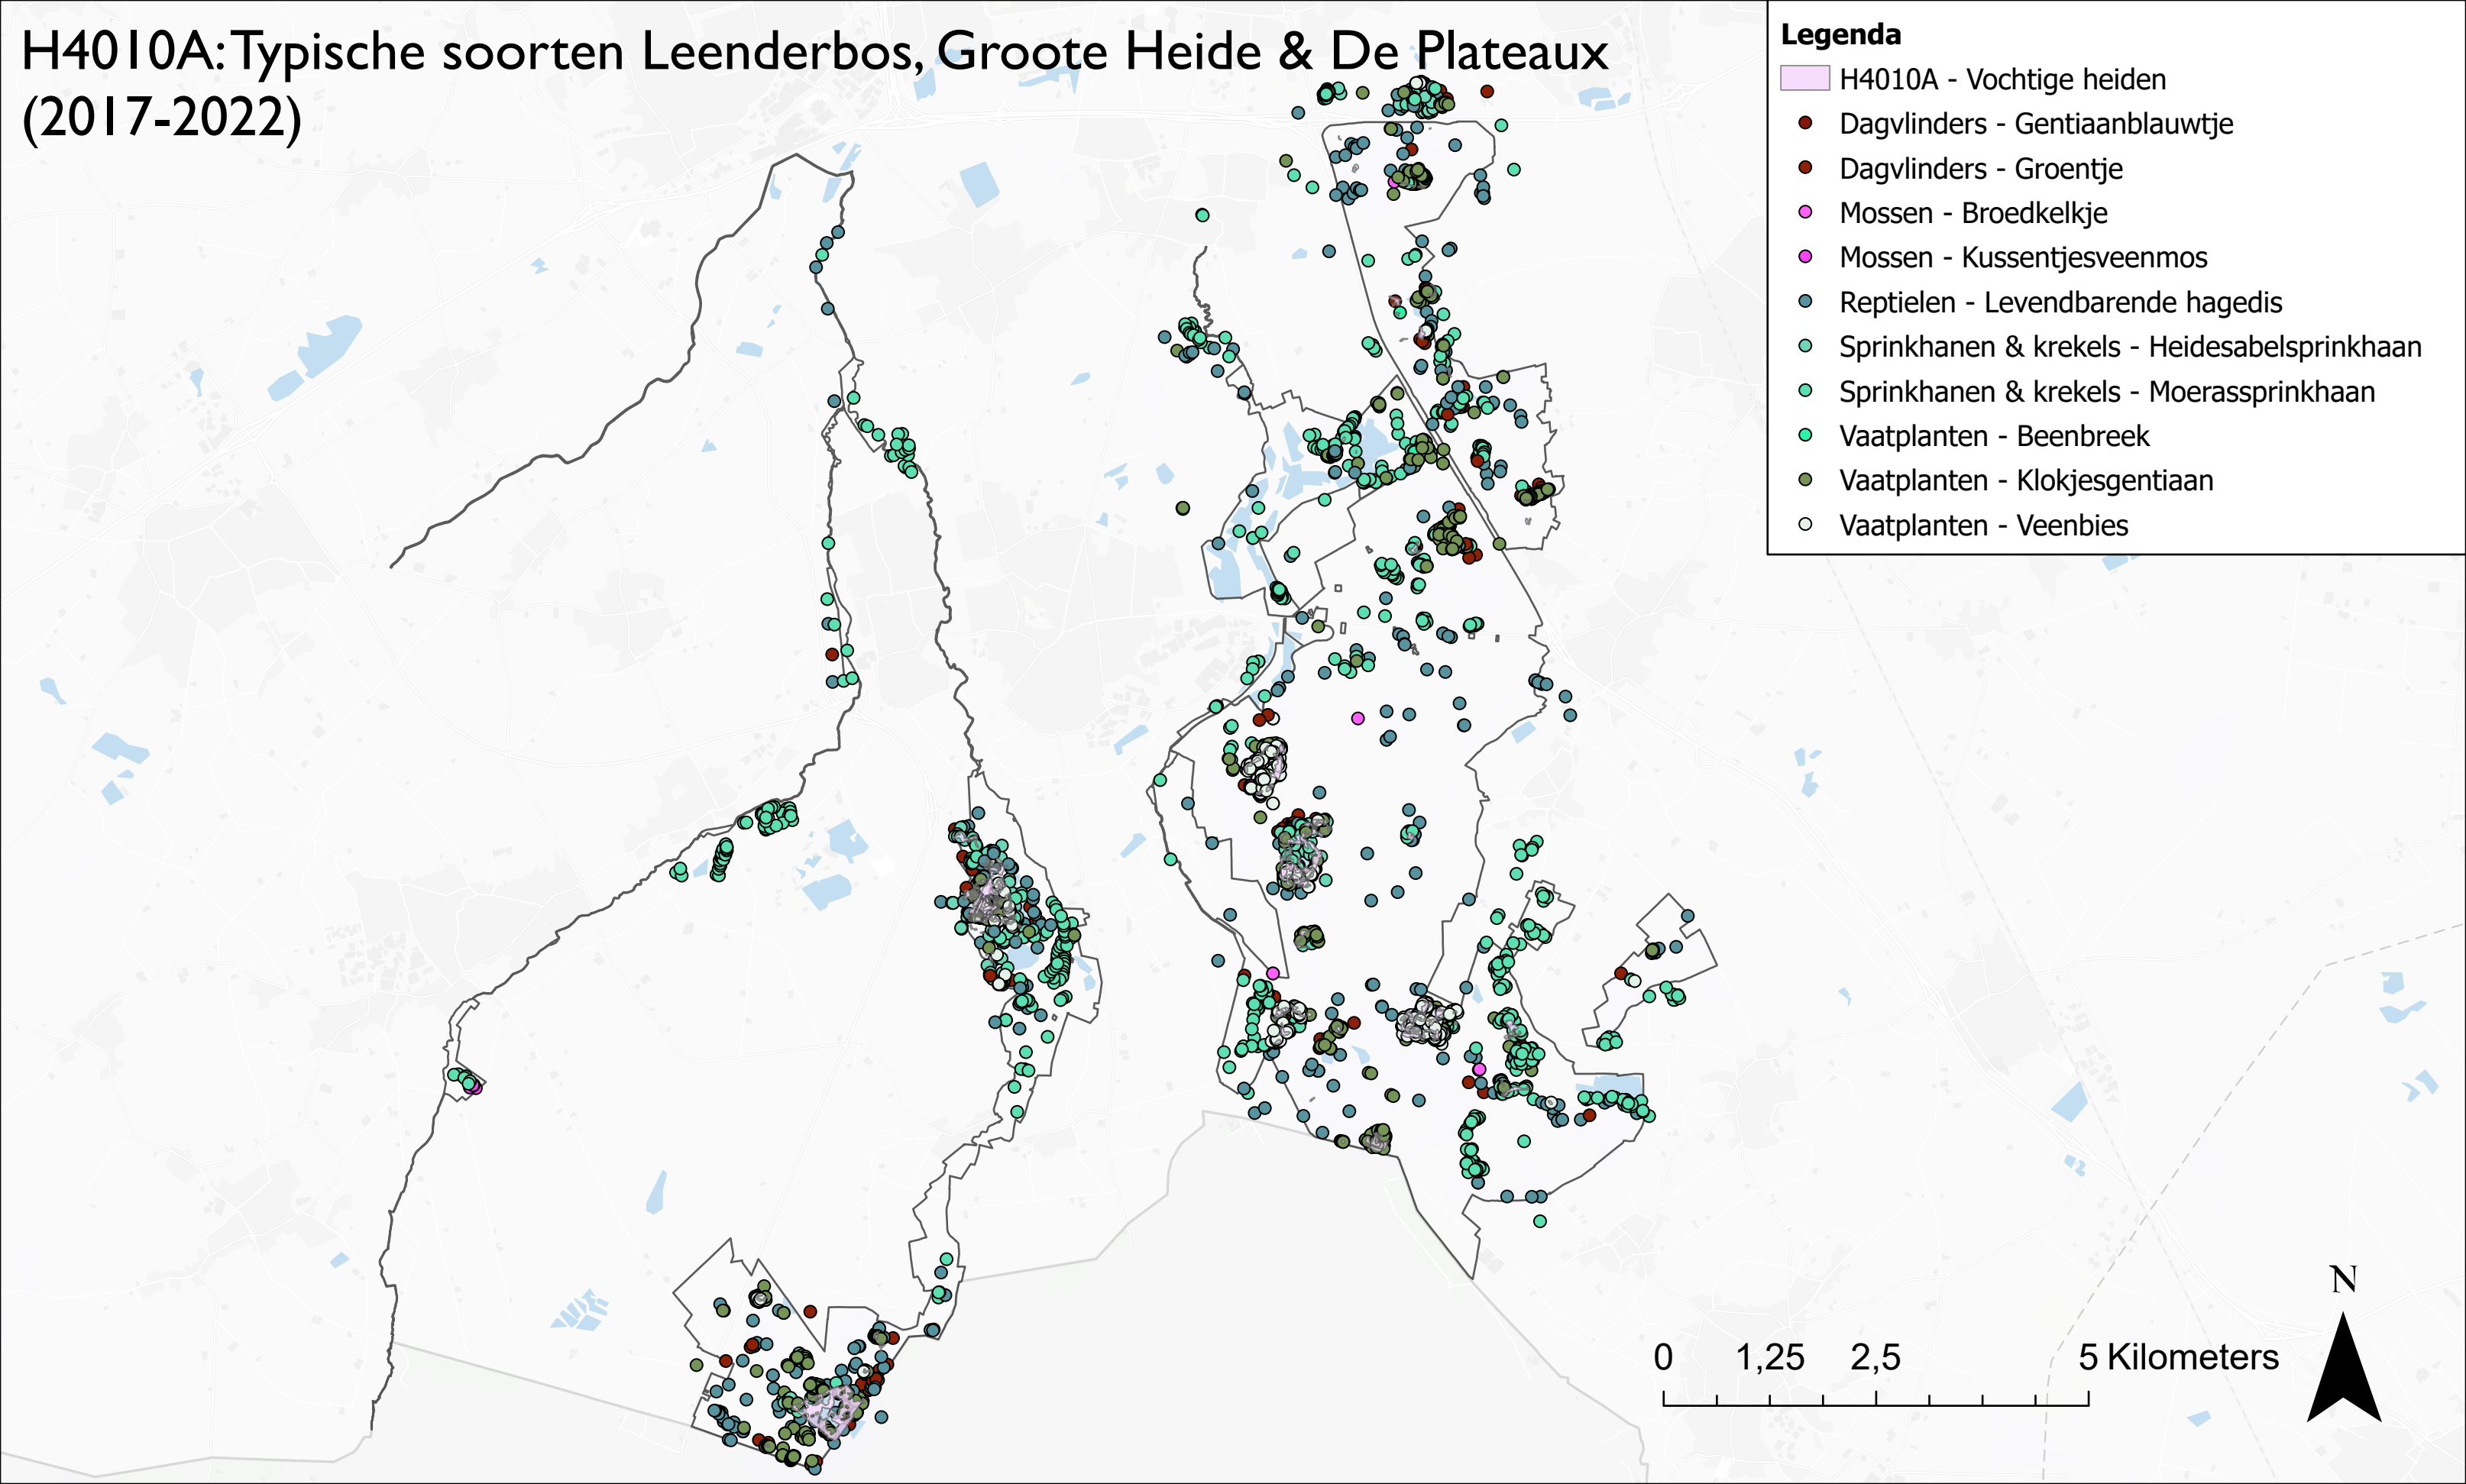 H4010A: Typische soorten Leenderbos, Groote Heide & De Plateaux
(2017-2022)
Legenda
H4010A - Vochtige heiden
Dagvlinders - Gentiaanblauwtje
Dagvlinders - Groentje
Mossen - Broedkelkje
Mossen - Kussentjesveenmos
Reptielen - Levendbarende hagedis
Sprinkhanen & krekels - Heidesabelsprinkhaan
Sprinkhanen & krekels - Moerassprinkhaan
Vaatplanten - Beenbreek
Vaatplanten - Klokjesgentiaan
Vaatplanten - Veenbies
N
0 1,25 2,5 5 Kilometers